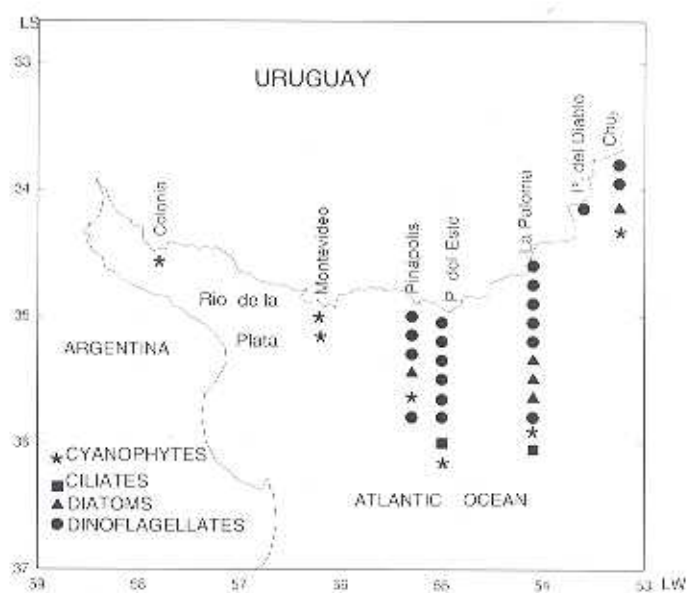 LS
33
URUGUAY
Pª. del Diablo
Chuy
34
Colonia
Montevideo
Piriapolis
P. del Este
La Paloma
Rio de la
Plata
35
ARGENTINA
36
CYANOPHYTES
CILIATES
DIATOMS
DINOFLAGELLATES
ATLANTIC OCEAN
37
59
58
57
56
55
54
53
LW